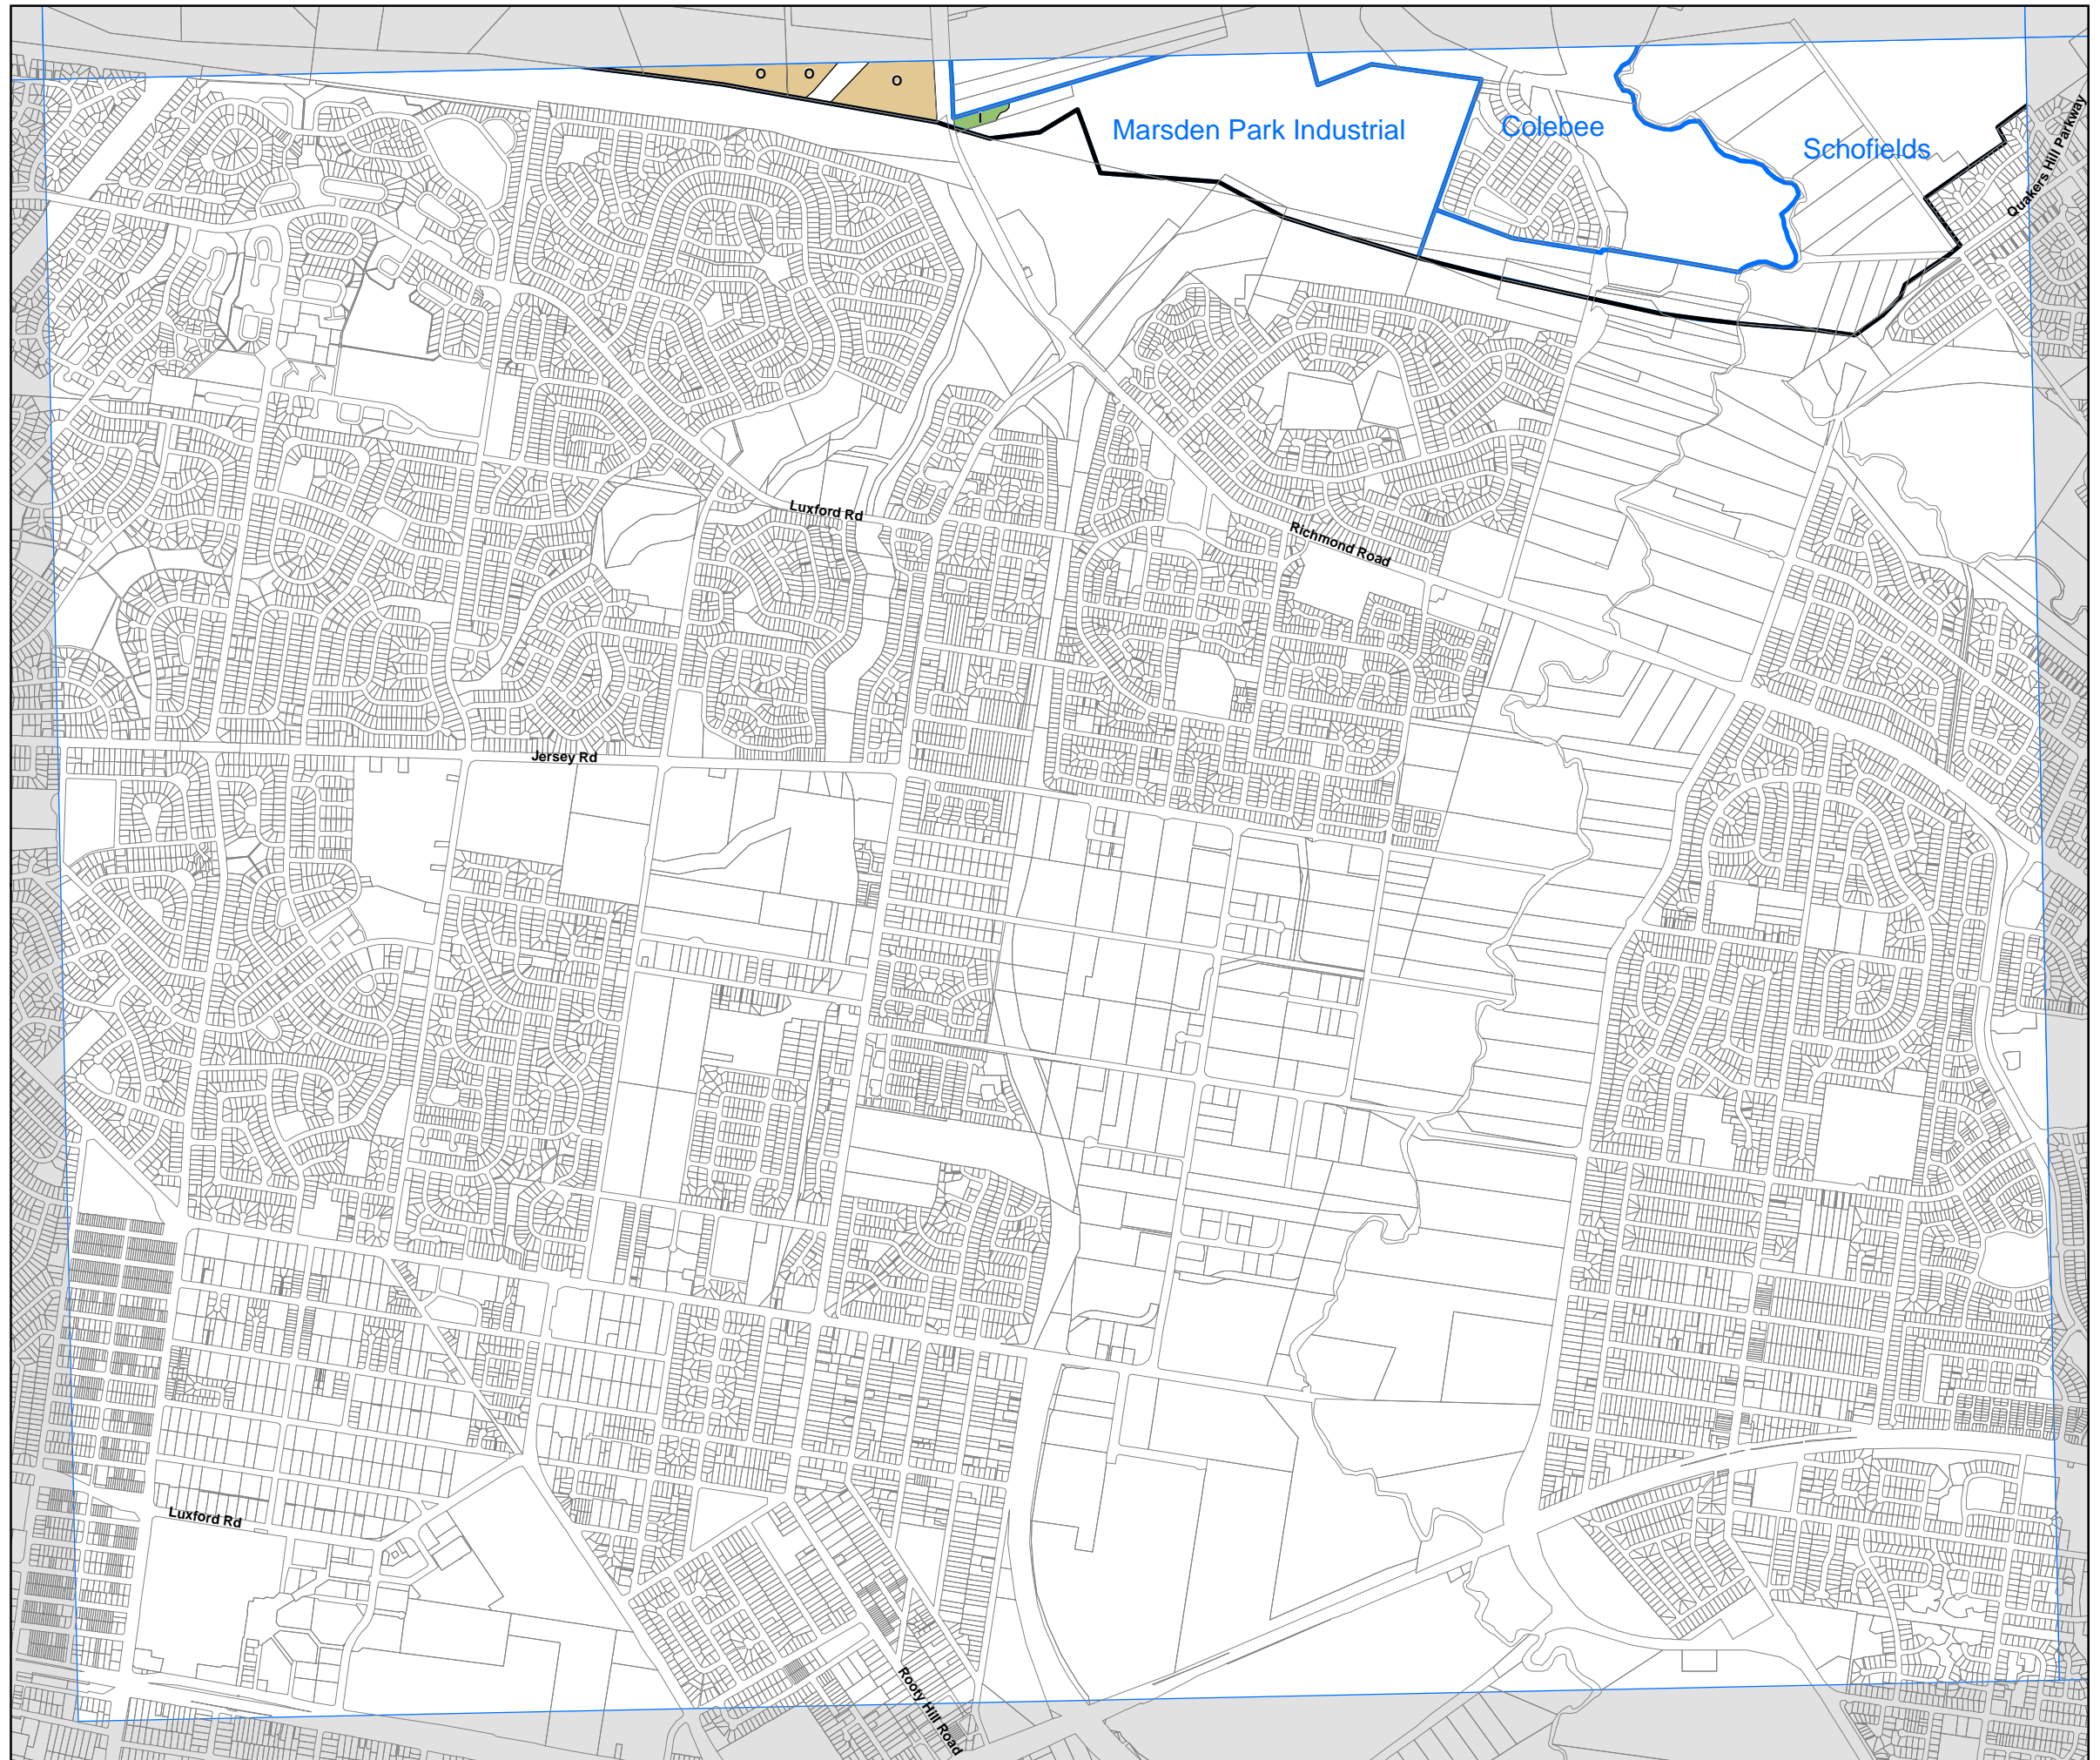 O O O
I
Marsden Park Industrial
Colebee
Schofields
Quakers Hill Parkway
Luxford Rd
Richmond Road
Jersey Rd
Luxford Rd
Rooty Hill Road